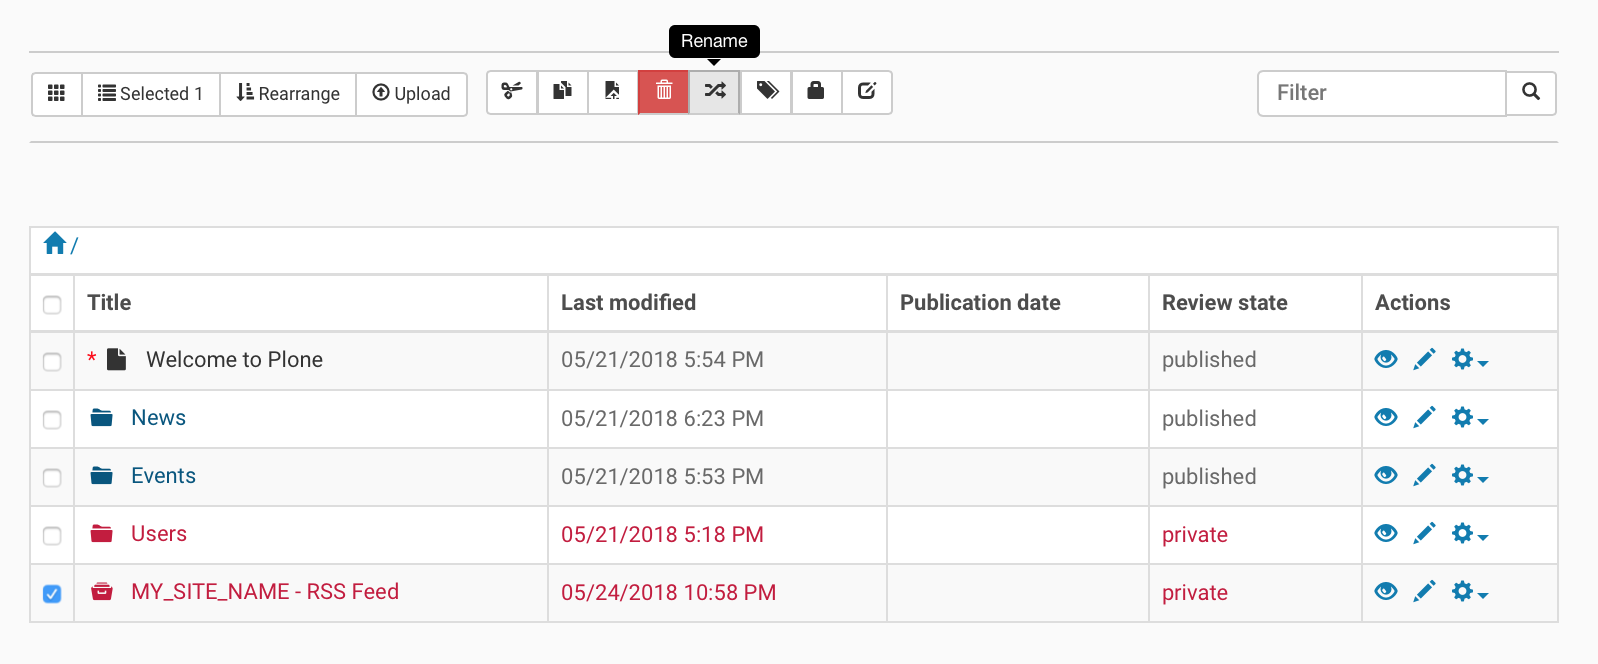 Rename
Selected 1 Rearrange Upload Filter
/
Title Last modified Publication date Review state Actions
* Welcome to Plone 05/21/2018 5:54 PM published
News 05/21/2018 6:23 PM published
Events 05/21/2018 5:53 PM published
Users 05/21/2018 5:18 PM private
MY_SITE_NAME - RSS Feed 05/24/2018 10:58 PM private